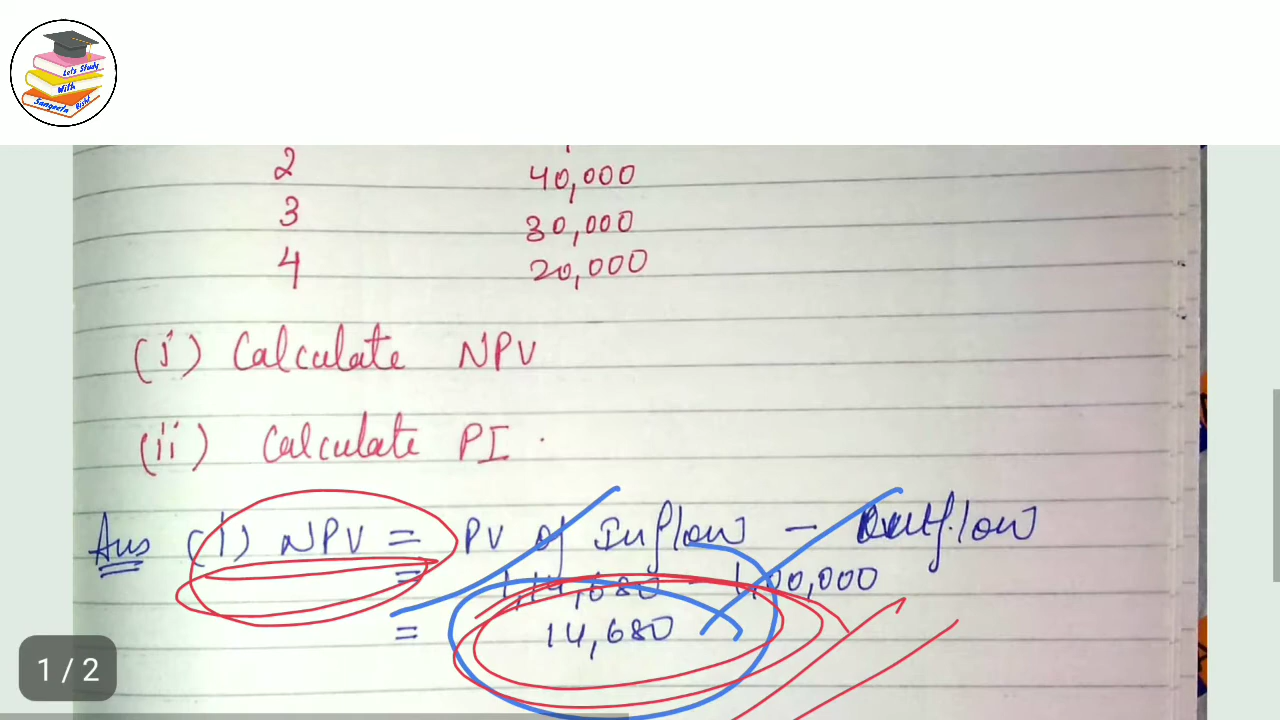 Lets Study
With
Sangeeta Bisht
2
40,000
3
30,000
4
20,000
(i) Calculate NPV
(ii) Calculate PI.
Ans (i) NPV = PV of Inflow - Outflow
= 1,14,680 - 1,00,000
= 14,680
1 / 2